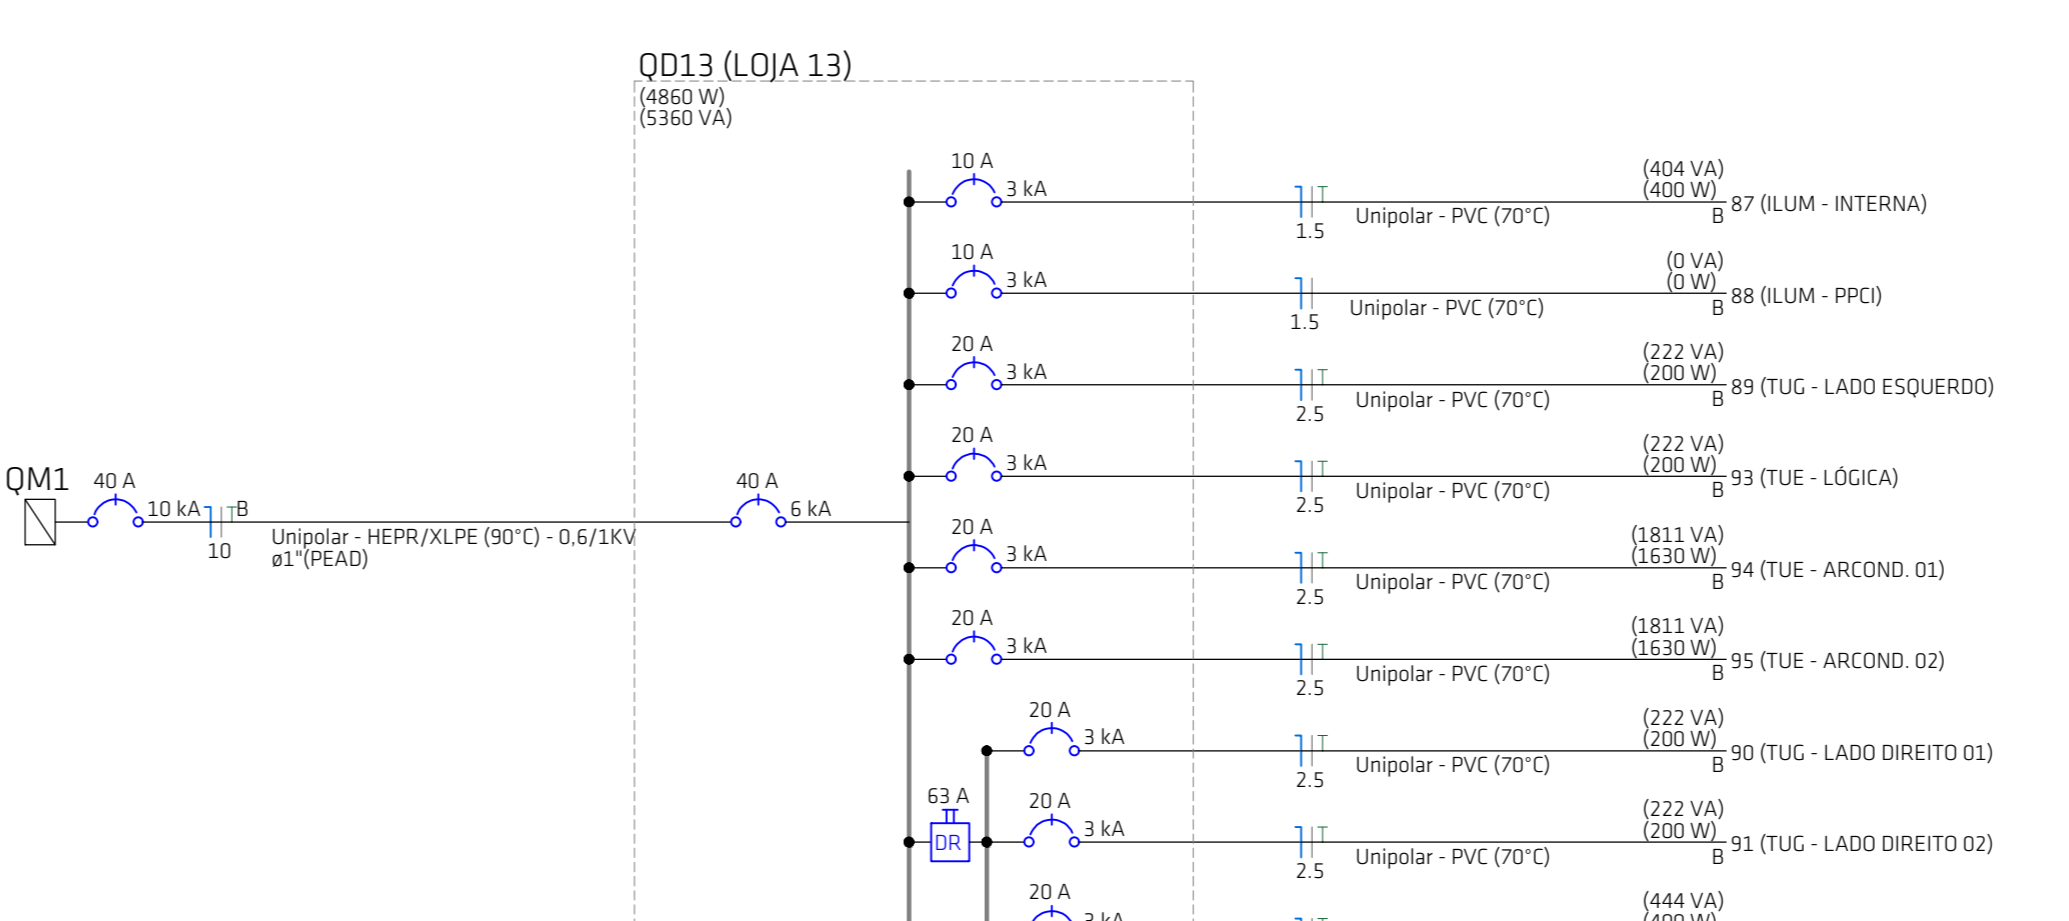 QD13 (LOJA 13)
(4860 W)
(5360 VA)
10 A
3 kA
1.5
Unipolar - PVC (70°C)
(404 VA)
(400 W)
B
87 (ILUM - INTERNA)
10 A
3 kA
1.5
Unipolar - PVC (70°C)
(0 VA)
(0 W)
B
88 (ILUM - PPCI)
20 A
3 kA
T
2.5
Unipolar - PVC (70°C)
(222 VA)
(200 W)
B
89 (TUG - LADO ESQUERDO)
20 A
3 kA
T
2.5
Unipolar - PVC (70°C)
(222 VA)
(200 W)
B
93 (TUE - LÓGICA)
QM1
40 A
10 kA
T
B
10
Unipolar - HEPR/XLPE (90°C) - 0,6/1KV
ø1"(PEAD)
40 A
6 kA
20 A
3 kA
T
2.5
Unipolar - PVC (70°C)
(1811 VA)
(1630 W)
B
94 (TUE - ARCOND. 01)
20 A
3 kA
T
2.5
Unipolar - PVC (70°C)
(1811 VA)
(1630 W)
B
95 (TUE - ARCOND. 02)
20 A
3 kA
T
2.5
Unipolar - PVC (70°C)
(222 VA)
(200 W)
B
90 (TUG - LADO DIREITO 01)
63 A
DR
20 A
3 kA
T
2.5
Unipolar - PVC (70°C)
(222 VA)
(200 W)
B
91 (TUG - LADO DIREITO 02)
20 A
3 kA
(444 VA)
(400 W)